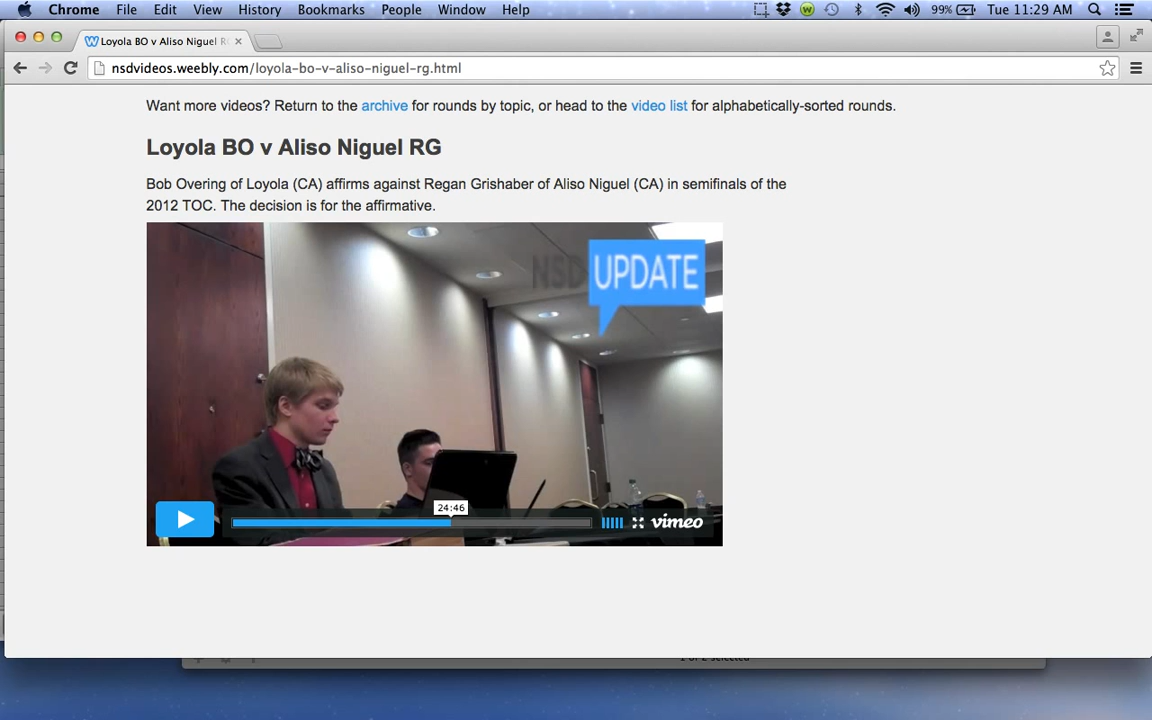 Chrome File Edit View History Bookmarks People Window Help 99% Tue 11:29 AM
Loyola BO v Aliso Niguel RG
nsdvideos.weebly.com/loyola-bo-v-aliso-niguel-rg.html
Want more videos? Return to the archive for rounds by topic, or head to the video list for alphabetically-sorted rounds.
Loyola BO v Aliso Niguel RG
Bob Overing of Loyola (CA) affirms against Regan Grishaber of Aliso Niguel (CA) in semifinals of the
2012 TOC. The decision is for the affirmative.
NSD UPDATE
24:46
vimeo
selected